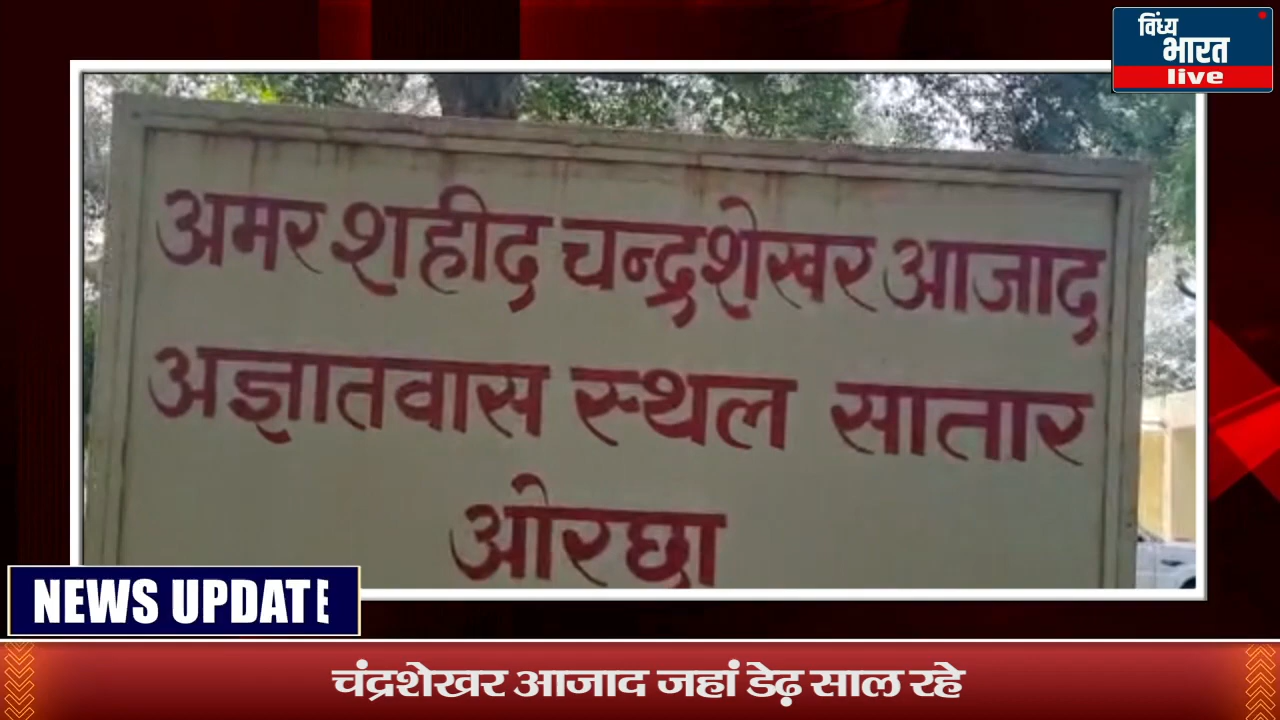 विंध्य
भारत
live
अमर शहीद चन्द्रशेखर आजाद
अज्ञातवास स्थल सातार
ओरछा
NEWS UPDATE
चंद्रशेखर आजाद जहां डेढ़ साल रहे